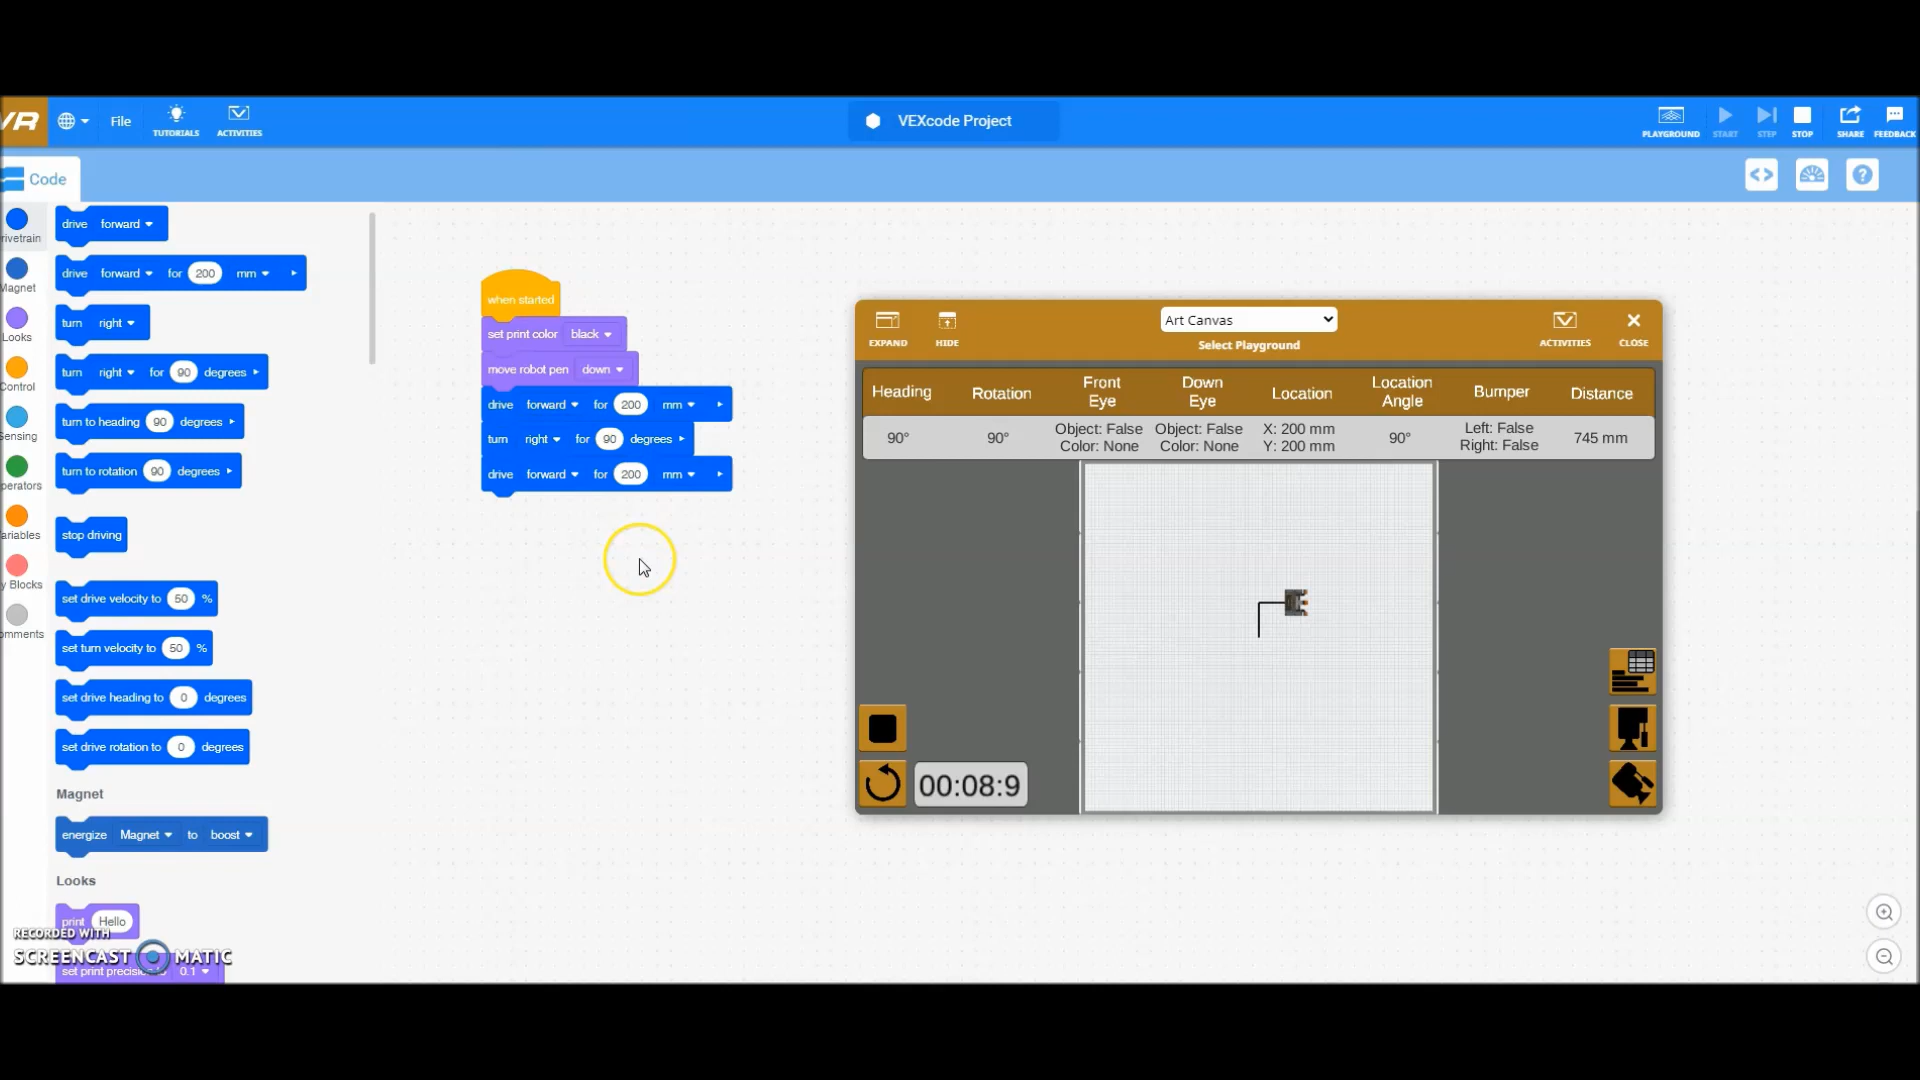 VR
File
TUTORIALS
ACTIVITIES
VEXcode Project
PLAYGROUND
START
STEP
STOP
SHARE
FEEDBACK
Code
rivetrain
Magnet
Looks
Control
Sensing
perators
ariables
y Blocks
omments
drive forward
drive forward for 200 mm
turn right
turn right for 90 degrees
turn to heading 90 degrees
turn to rotation 90 degrees
stop driving
set drive velocity to 50 %
set turn velocity to 50 %
set drive heading to 0 degrees
set drive rotation to 0 degrees
Magnet
energize Magnet to boost
Looks
print Hello
RECORDED WITH
SCREENCAST MATIC
set print precisi 0.1
when started
set print color black
move robot pen down
drive forward for 200 mm
turn right for 90 degrees
drive forward for 200 mm
EXPAND
HIDE
Art Canvas
Select Playground
ACTIVITIES
CLOSE
Heading Rotation Front Eye Down Eye Location Location Angle Bumper Distance
90° 90° Object: False Object: False X: 200 mm 90° Left: False 745 mm
Color: None Color: None Y: 200 mm Right: False
00:08:9